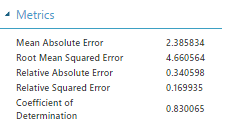 Metrics
Mean Absolute Error 2.385834
Root Mean Squared Error 4.660564
Relative Absolute Error 0.340598
Relative Squared Error 0.169935
Coefficient of
Determination 0.830065